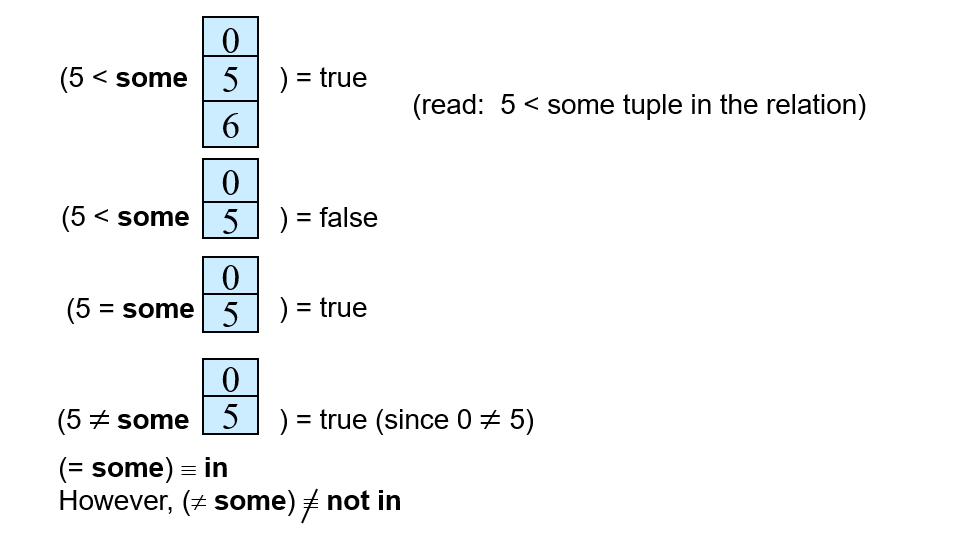 0
(5 < some 5 ) = true
6
(read: 5 < some tuple in the relation)
0
(5 < some 5 ) = false
0
(5 = some 5 ) = true
0
(5 ≠ some 5 ) = true (since 0 ≠ 5)
(= some) ≡ in
However, (≠ some) ≢ not in